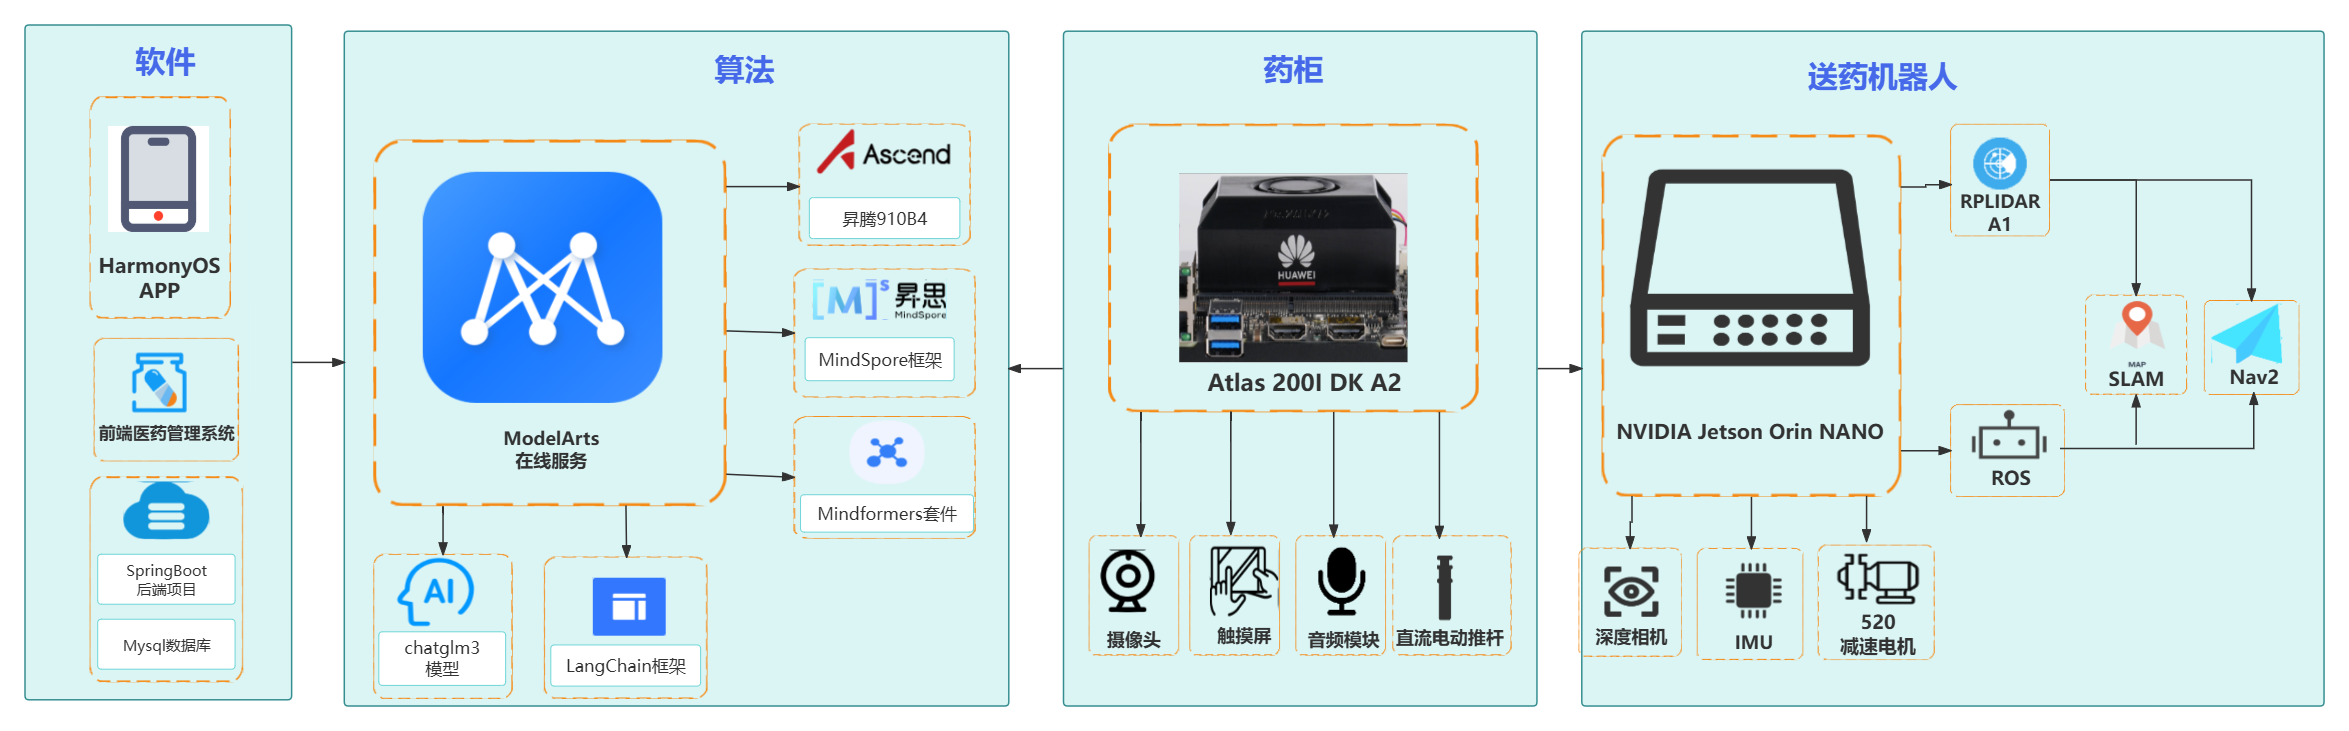 软件
HarmonyOS
APP
前端医药管理系统
SpringBoot
后端项目
Mysql数据库
算法
ModelArts
在线服务
Ascend
昇腾910B4
[M]s 昇思
MindSpore
MindSpore框架
Mindformers套件
AI
chatglm3
模型
LangChain框架
药柜
HUAWEI
Atlas 200I DK A2
摄像头
触摸屏
音频模块
直流电动推杆
送药机器人
NVIDIA Jetson Orin NANO
RPLIDAR
A1
MAP
SLAM
Nav2
ROS
深度相机
IMU
520
减速电机